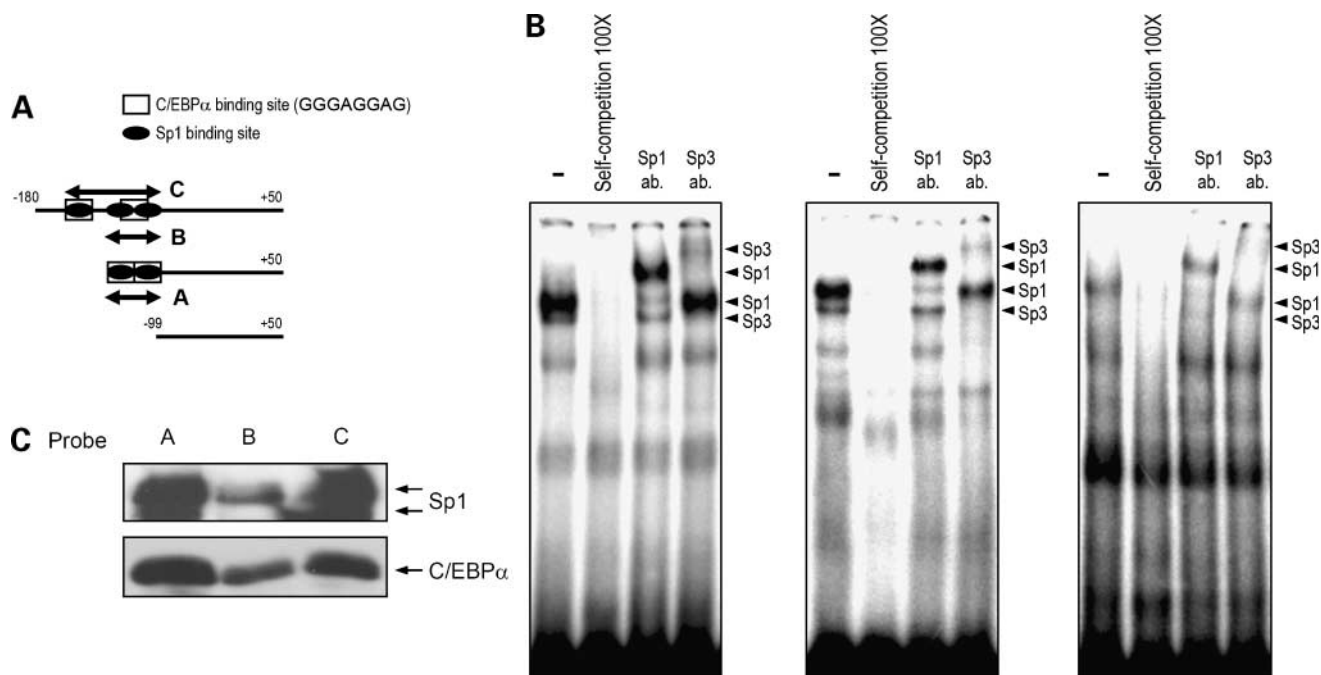 A
C/EBPα binding site (GGGAGGAG)
Sp1 binding site
C
-180
+50
B
+50
A
-99
+50
B
-
Self-competition 100X
Sp1 ab.
Sp3 ab.
Sp3
Sp1
Sp1
Sp3
-
Self-competition 100X
Sp1 ab.
Sp3 ab.
Sp3
Sp1
Sp1
Sp3
-
Self-competition 100X
Sp1 ab.
Sp3 ab.
Sp3
Sp1
Sp1
Sp3
C
Probe A B C
Sp1
C/EBPα